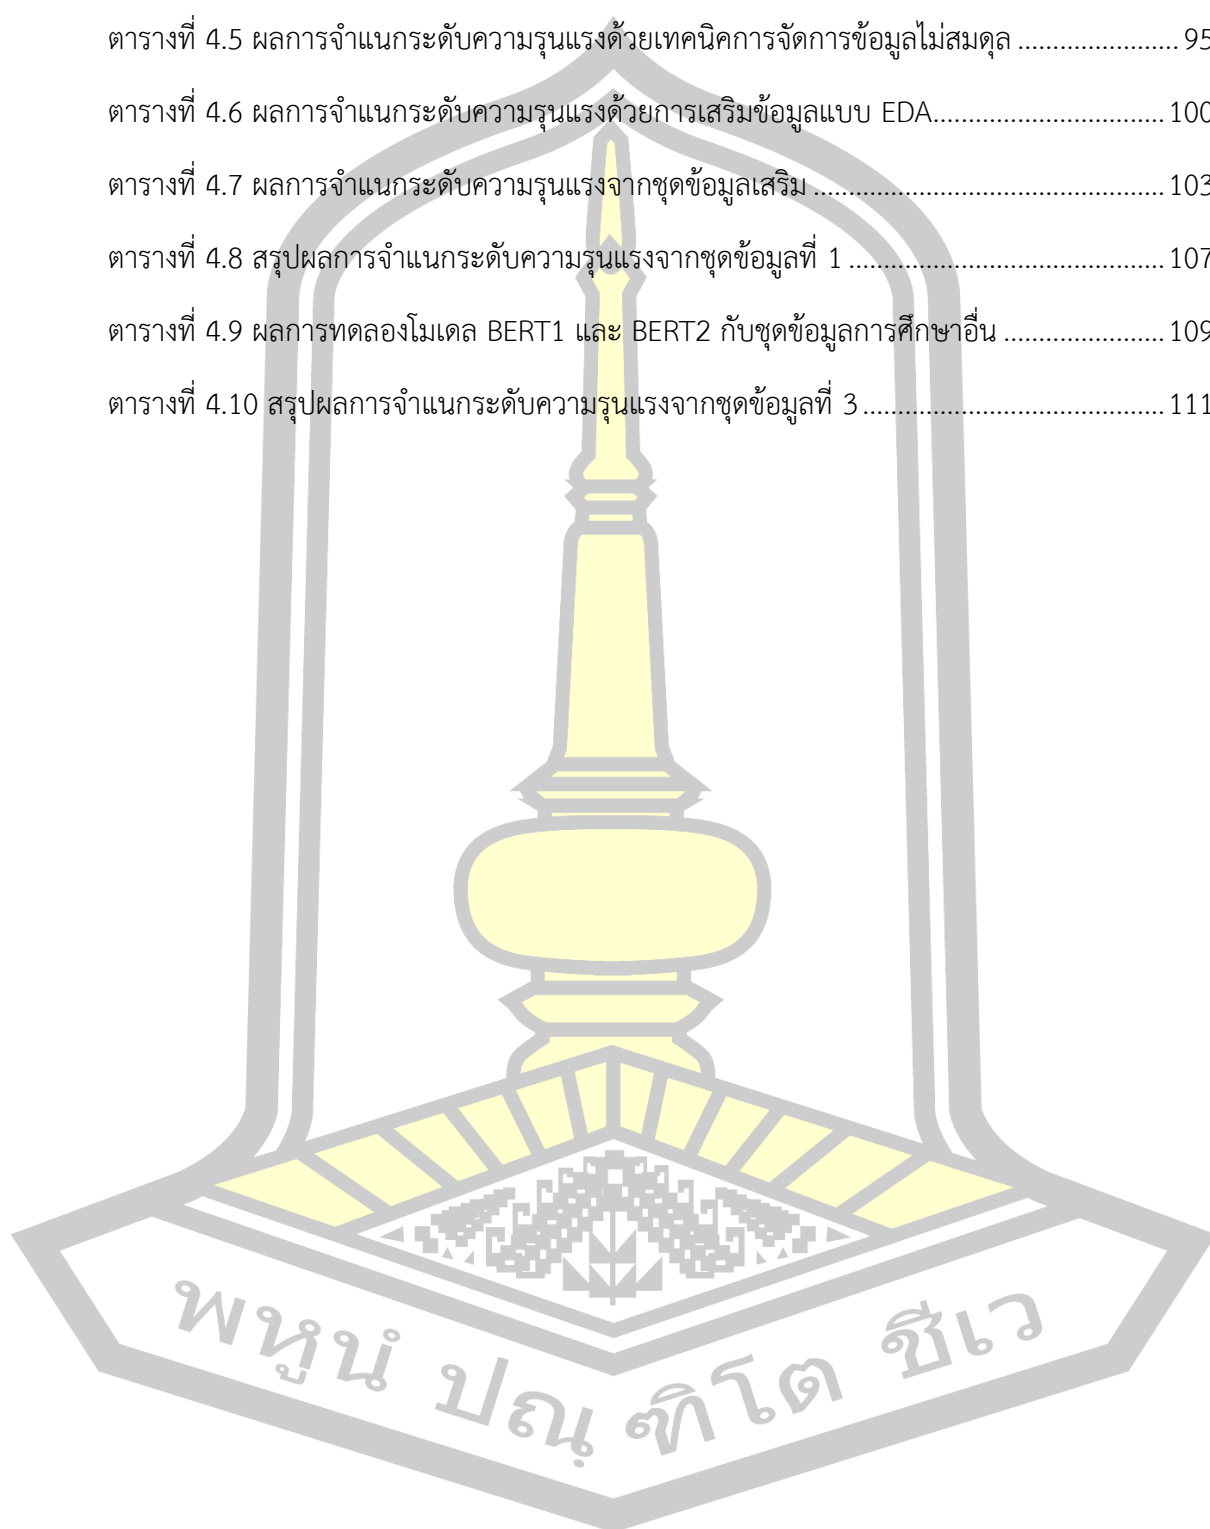 ตารางที่ 4.5 ผลการจำแนกระดับความรุนแรงด้วยเทคนิคการจัดการข้อมูลไม่สมดุล ...................... 95
ตารางที่ 4.6 ผลการจำแนกระดับความรุนแรงด้วยการเสริมข้อมูลแบบ EDA............................... 100
ตารางที่ 4.7 ผลการจำแนกระดับความรุนแรงจากชุดข้อมูลเสริม ............................................... 103
ตารางที่ 4.8 สรุปผลการจำแนกระดับความรุนแรงจากชุดข้อมูลที่ 1 .......................................... 107
ตารางที่ 4.9 ผลการทดลองโมเดล BERT1 และ BERT2 กับชุดข้อมูลการศึกษาอื่น ...................... 109
ตารางที่ 4.10 สรุปผลการจำแนกระดับความรุนแรงจากชุดข้อมูลที่ 3 ........................................ 111
พหูนํ ปณฺฑิโต ชีเว